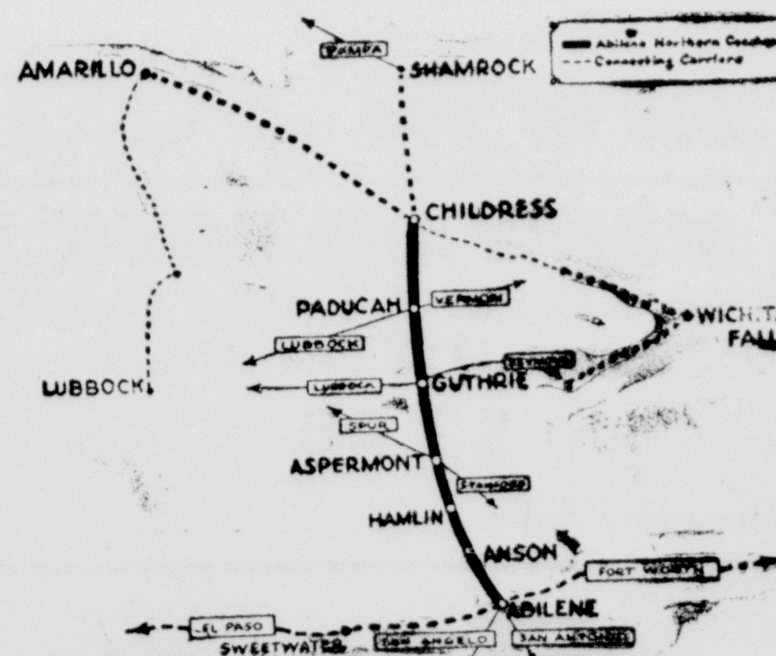 PAMPA
AMARILLO
SHAMROCK
Abilene Northern Coaches
Connecting Carriers
CHILDRESS
VERNON
PADUCAH
WICHITA
FALL
LUBBOCK
SEYMOUR
LUBBOCK
LUBBOCK
GUTHRIE
SPUR
ASPERMONT
STAMFORD
HAMLIN
ANSON
FORT WORTH
ABILENE
EL PASO
SWEETWATER
SAN ANGELO
SAN ANTONIO